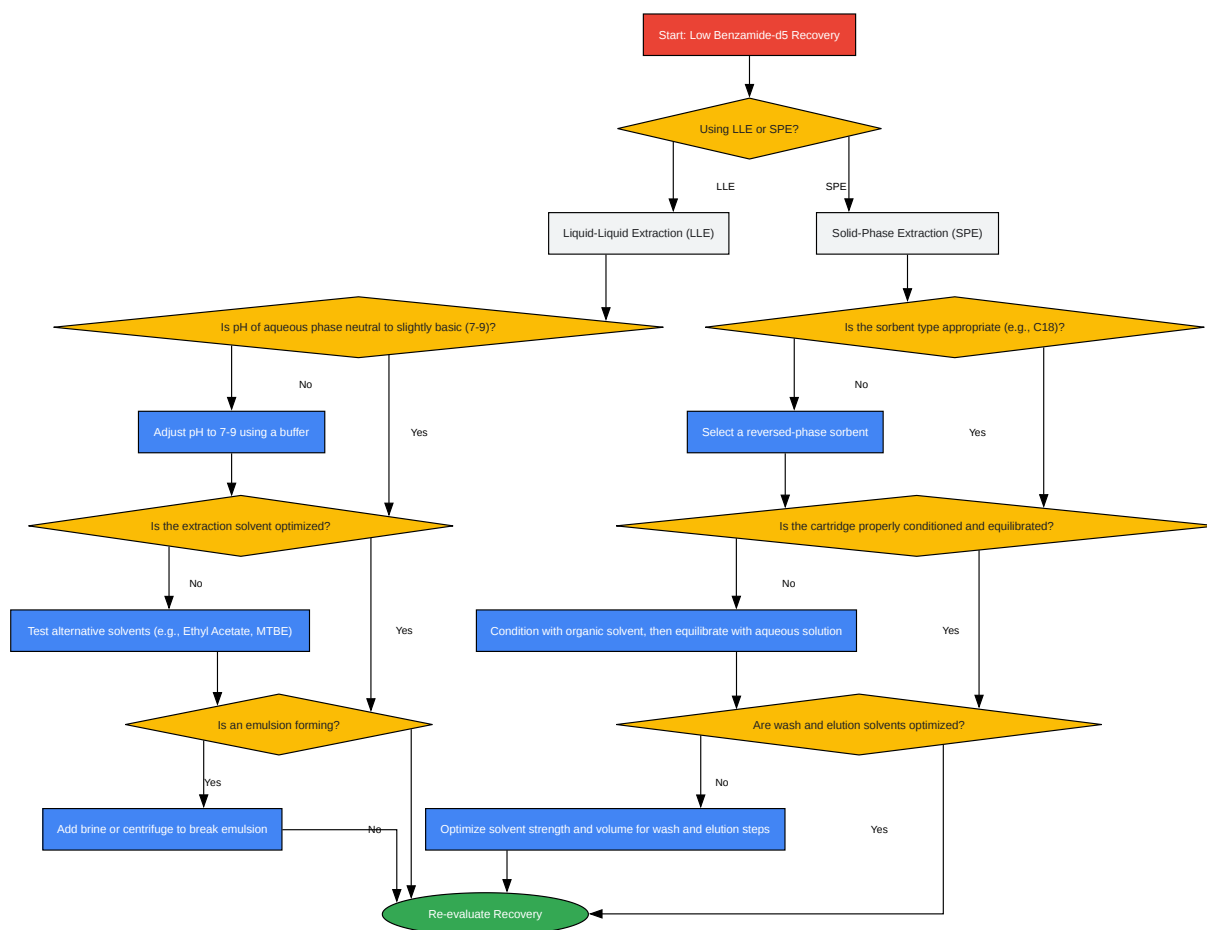 Start: Low Benzamide-d5 Recovery
Using LLE or SPE?
LLE
SPE
Liquid-Liquid Extraction (LLE)
Solid-Phase Extraction (SPE)
Is pH of aqueous phase neutral to slightly basic (7-9)?
Is the sorbent type appropriate (e.g., C18)?
No
No
Adjust pH to 7-9 using a buffer
Yes
Select a reversed-phase sorbent
Yes
Is the extraction solvent optimized?
Is the cartridge properly conditioned and equilibrated?
No
No
Test alternative solvents (e.g., Ethyl Acetate, MTBE)
Yes
Condition with organic solvent, then equilibrate with aqueous solution
Yes
Is an emulsion forming?
Are wash and elution solvents optimized?
Yes
No
Add brine or centrifuge to break emulsion
No
Optimize solvent strength and volume for wash and elution steps
Yes
Re-evaluate Recovery